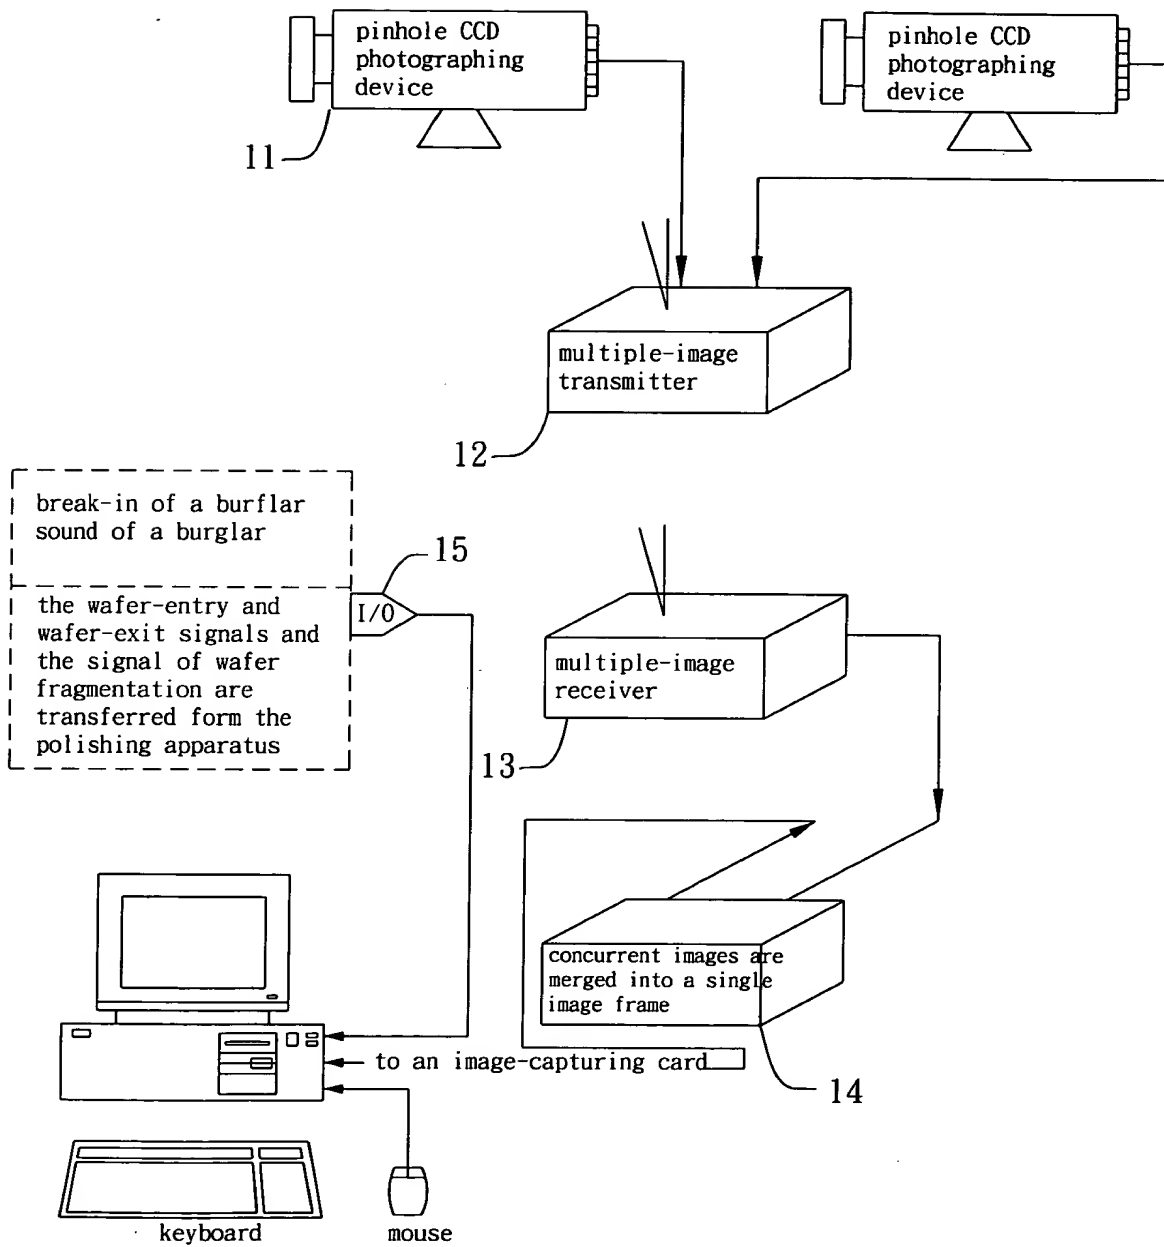 pinhole CCD
photographing
device
pinhole CCD
photographing
device
11
multiple-image
transmitter
12
break-in of a burflar
sound of a burglar
15
I/O
the wafer-entry and
wafer-exit signals and
the signal of wafer
fragmentation are
transferred form the
polishing apparatus
multiple-image
receiver
13
concurrent images are
merged into a single
image frame
to an image-capturing card
14
keyboard
mouse